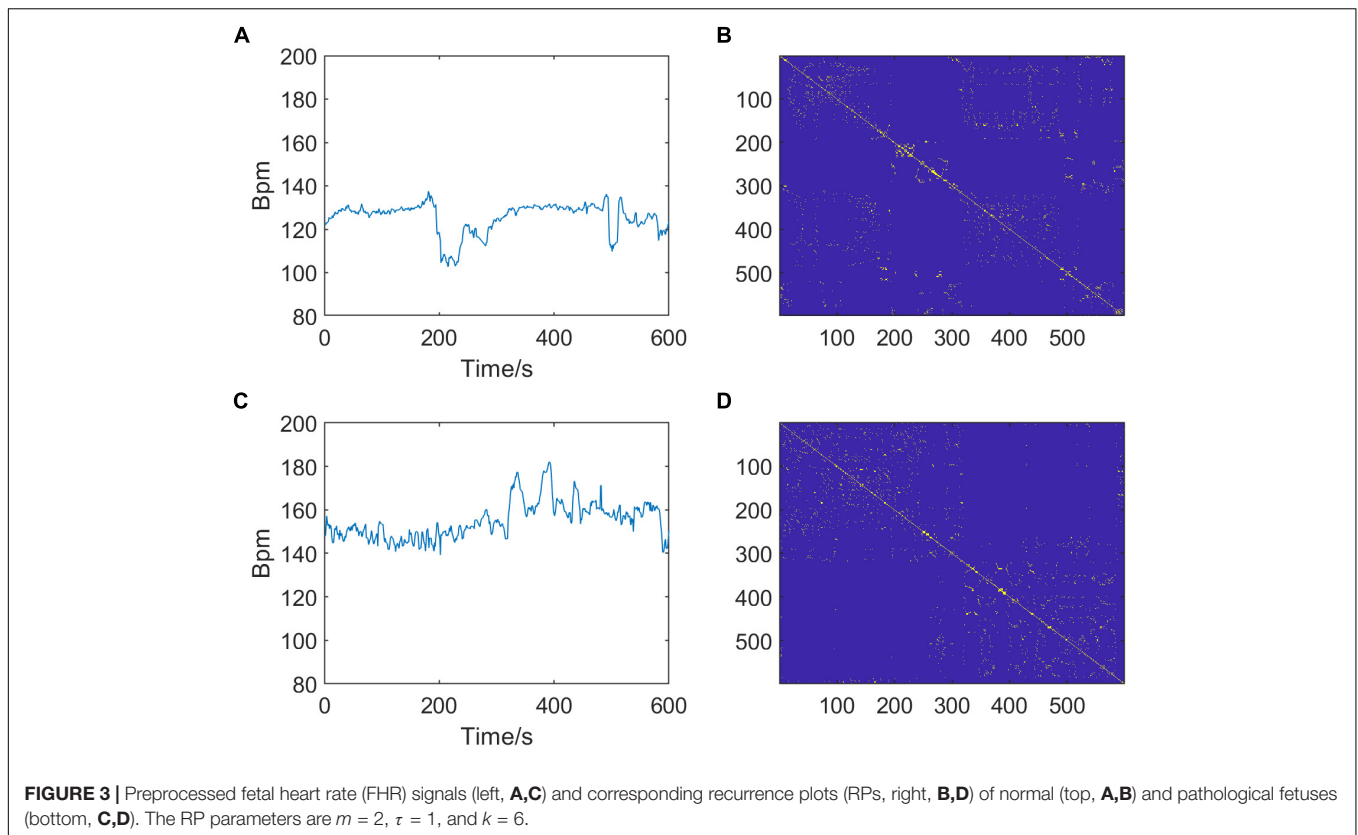 A
200
180
160
140
120
100
80
Bpm
0 200 400 600
Time/s
B
100
200
300
400
500
100 200 300 400 500
C
200
180
160
140
120
100
80
Bpm
0 200 400 600
Time/s
D
100
200
300
400
500
100 200 300 400 500
FIGURE 3 | Preprocessed fetal heart rate (FHR) signals (left, A,C) and corresponding recurrence plots (RPs, right, B,D) of normal (top, A,B) and pathological fetuses
(bottom, C,D). The RP parameters are m = 2, τ = 1, and k = 6.